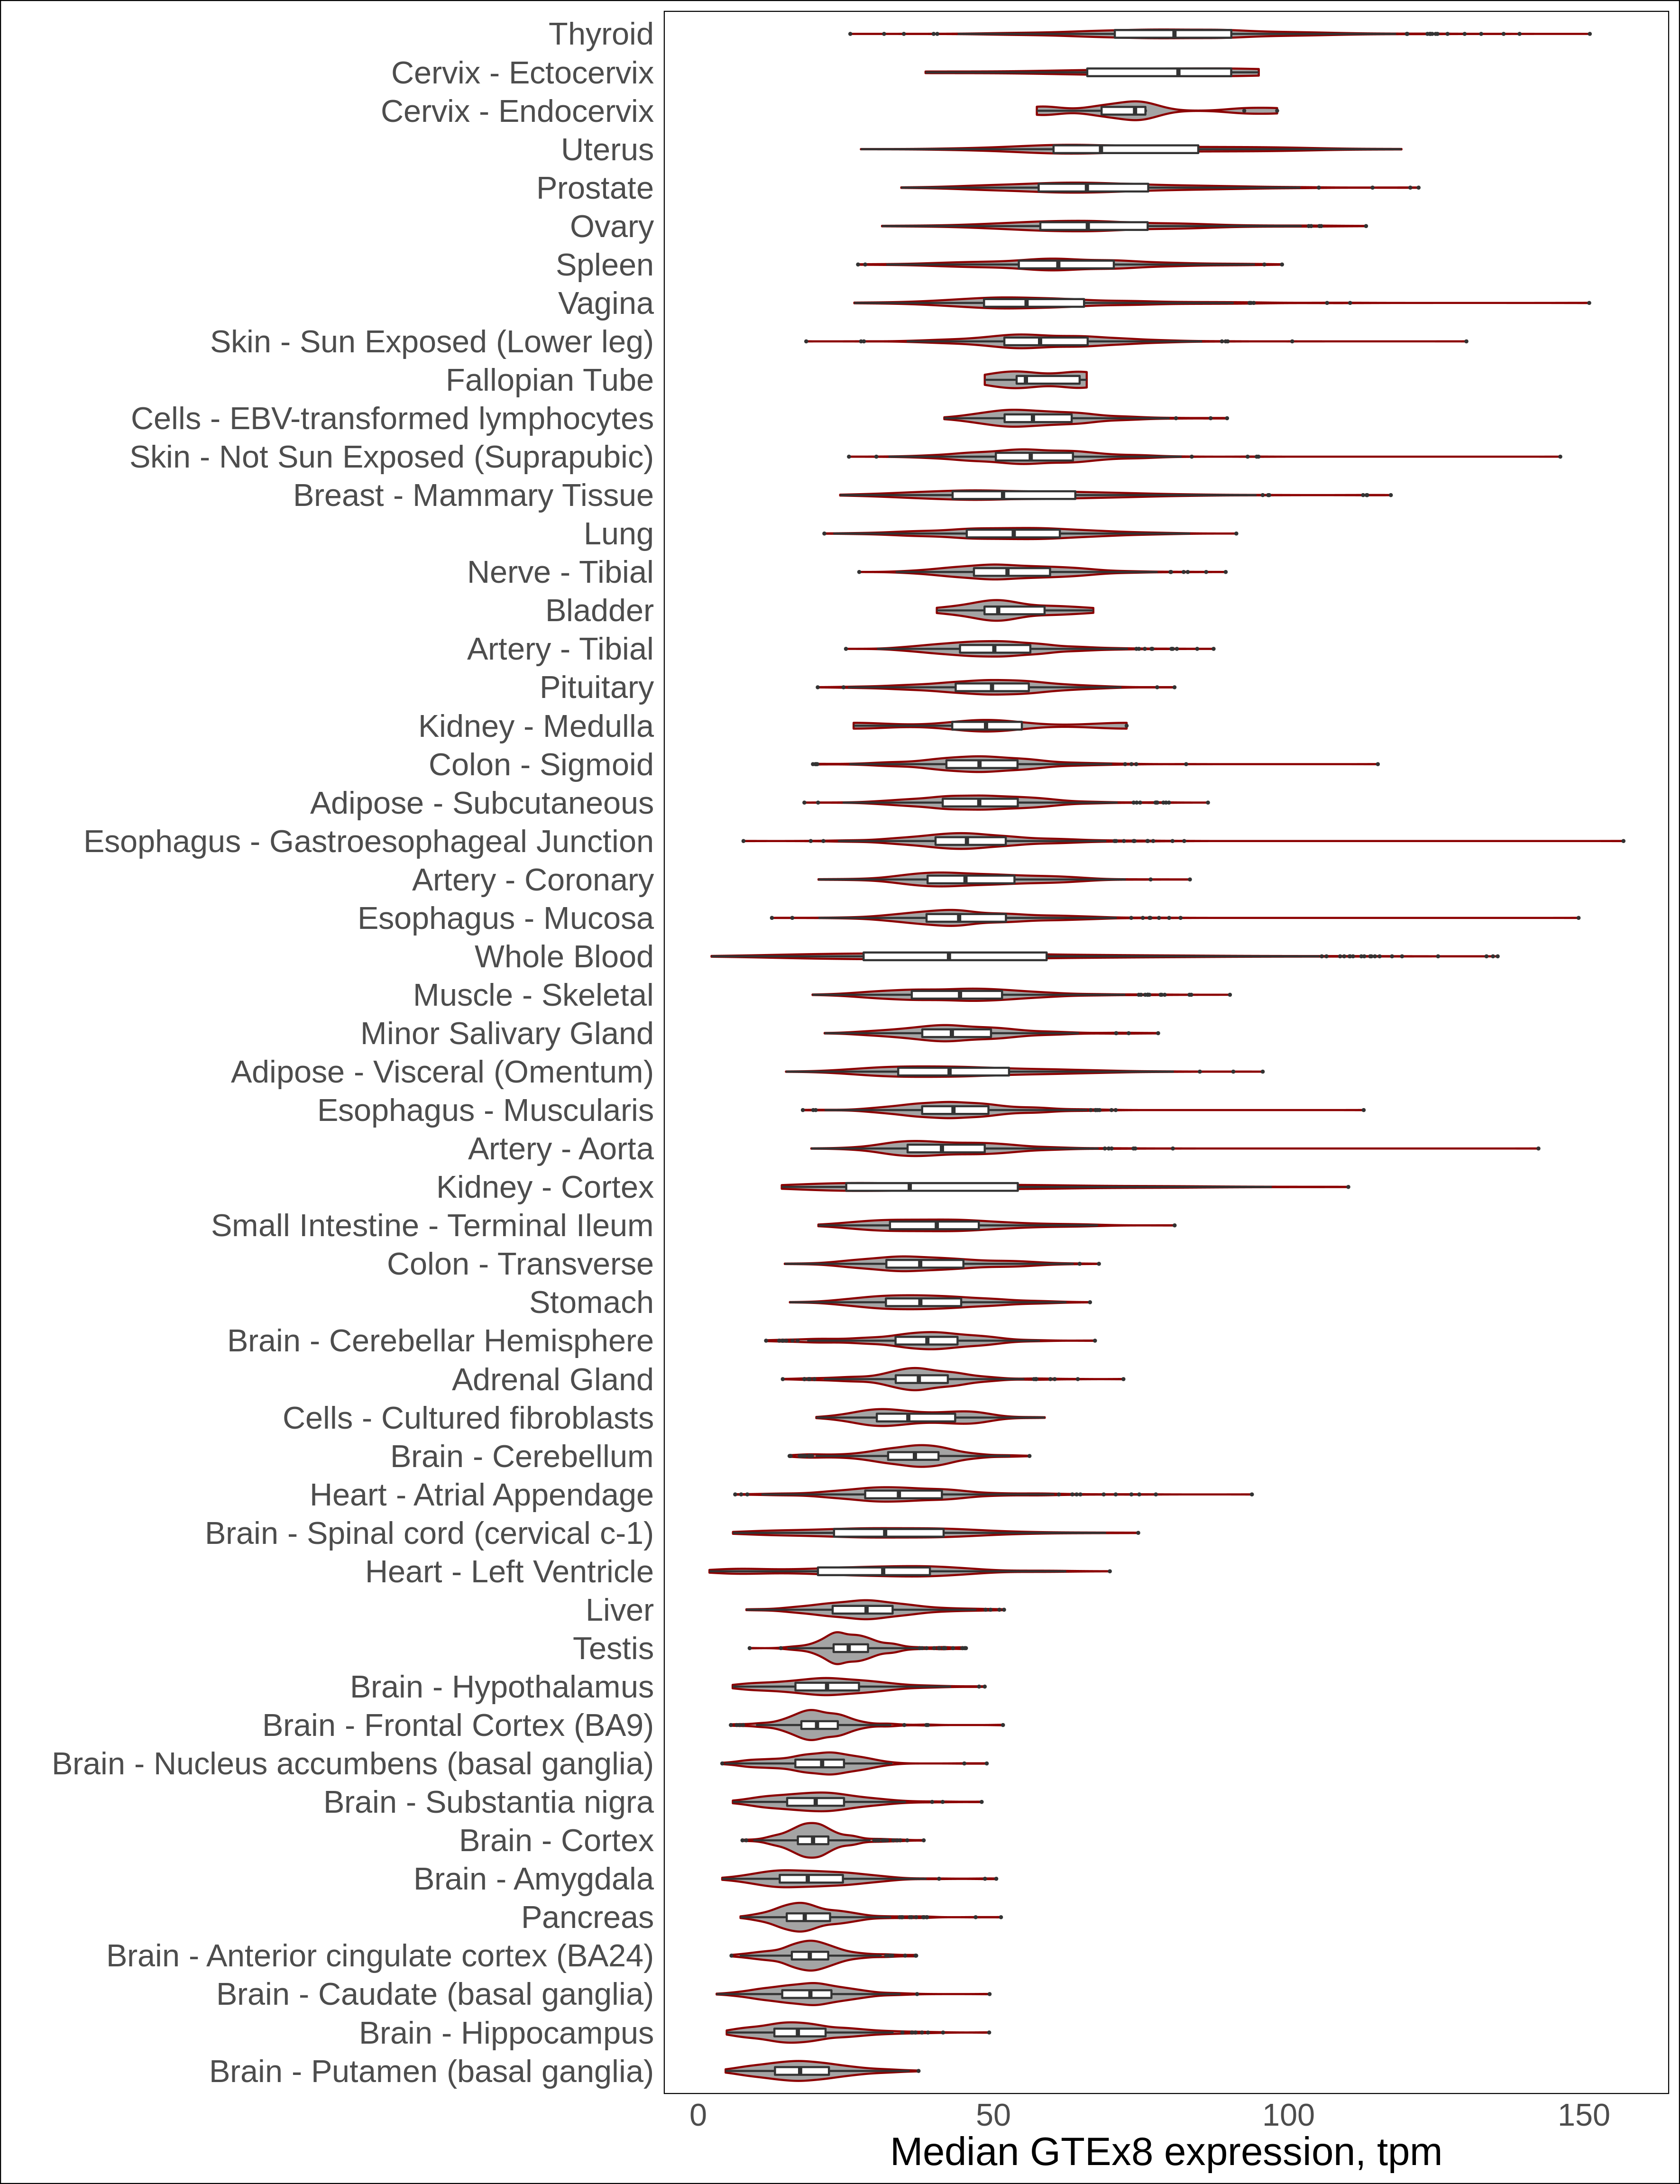 Thyroid
Cervix - Ectocervix
Cervix - Endocervix
Uterus
Prostate
Ovary
Spleen
Vagina
Skin - Sun Exposed (Lower leg)
Fallopian Tube
Cells - EBV-transformed lymphocytes
Skin - Not Sun Exposed (Suprapubic)
Breast - Mammary Tissue
Lung
Nerve - Tibial
Bladder
Artery - Tibial
Pituitary
Kidney - Medulla
Colon - Sigmoid
Adipose - Subcutaneous
Esophagus - Gastroesophageal Junction
Artery - Coronary
Esophagus - Mucosa
Whole Blood
Muscle - Skeletal
Minor Salivary Gland
Adipose - Visceral (Omentum)
Esophagus - Muscularis
Artery - Aorta
Kidney - Cortex
Small Intestine - Terminal Ileum
Colon - Transverse
Stomach
Brain - Cerebellar Hemisphere
Adrenal Gland
Cells - Cultured fibroblasts
Brain - Cerebellum
Heart - Atrial Appendage
Brain - Spinal cord (cervical c-1)
Heart - Left Ventricle
Liver
Testis
Brain - Hypothalamus
Brain - Frontal Cortex (BA9)
Brain - Nucleus accumbens (basal ganglia)
Brain - Substantia nigra
Brain - Cortex
Brain - Amygdala
Pancreas
Brain - Anterior cingulate cortex (BA24)
Brain - Caudate (basal ganglia)
Brain - Hippocampus
Brain - Putamen (basal ganglia)
0 50 100 150
Median GTEx8 expression, tpm